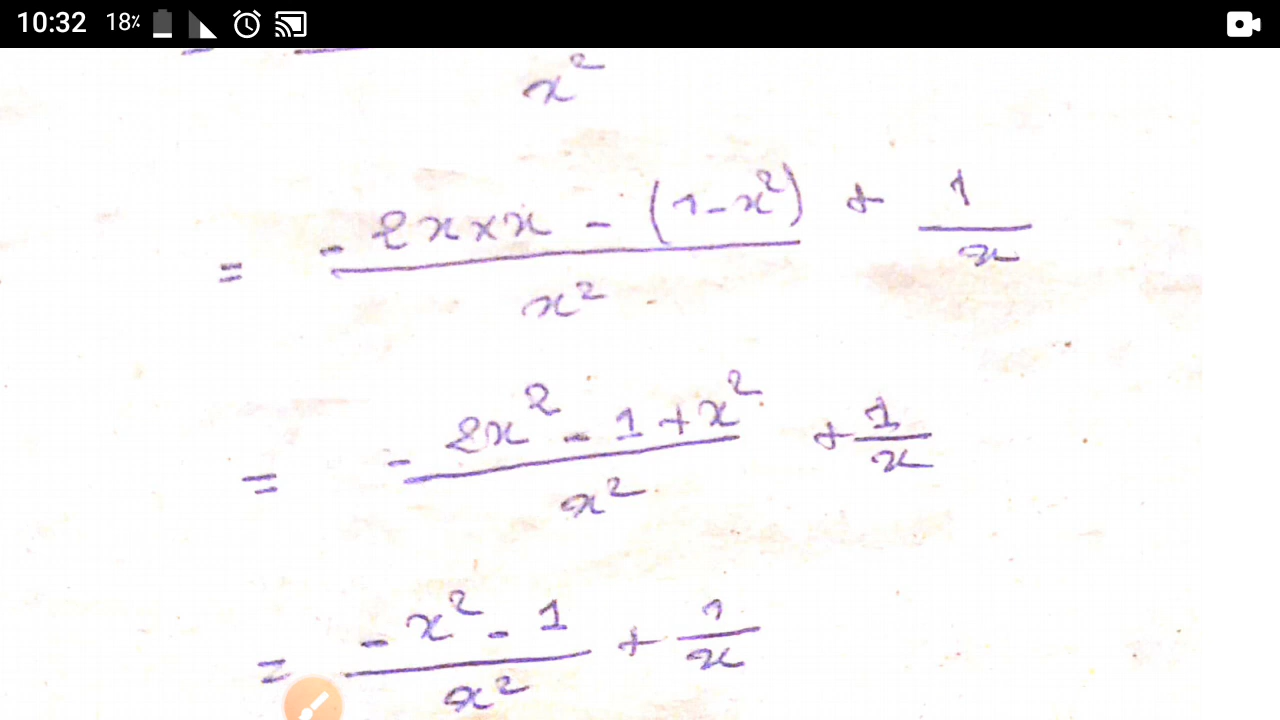 10:32 18%
= x²
= (-2x×x - (1-x²))/x² + 1/x
= (-2x² - 1 + x²)/x² + 1/x
= (-x² - 1)/x² + 1/x